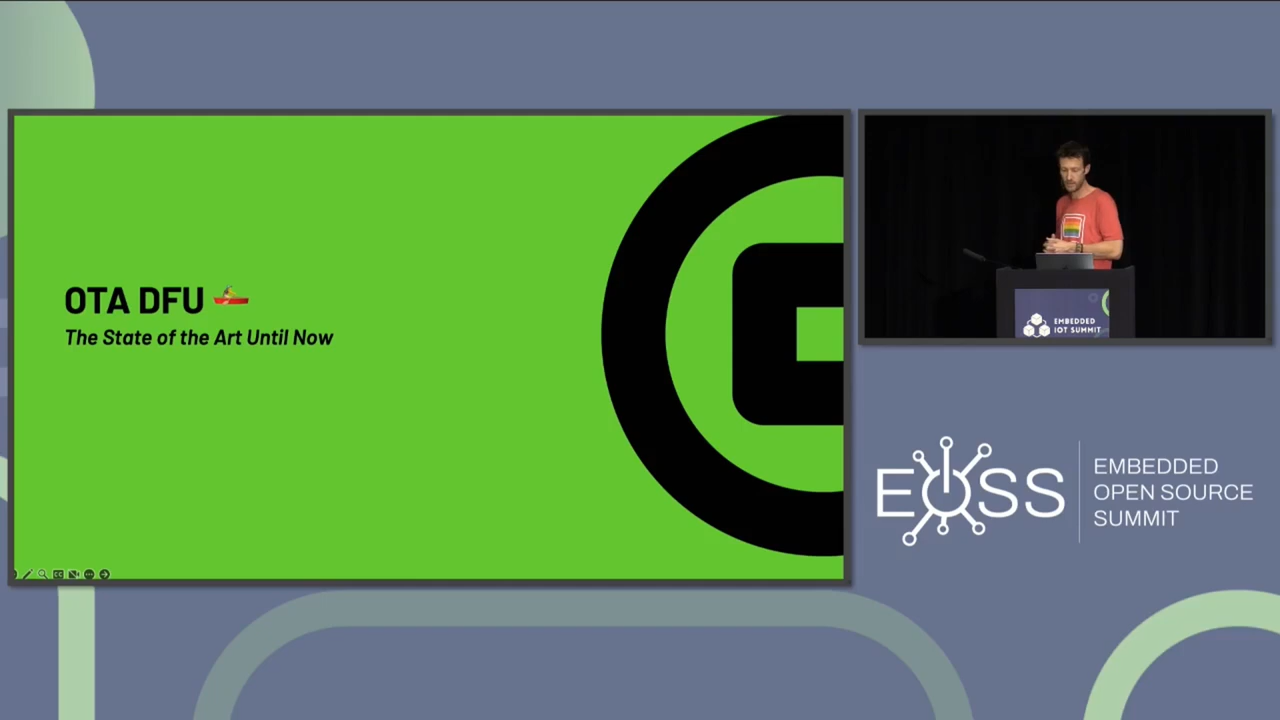 OTA DFU
The State of the Art Until Now
EMBEDDED
IOT SUMMIT
EOSS
EMBEDDED
OPEN SOURCE
SUMMIT